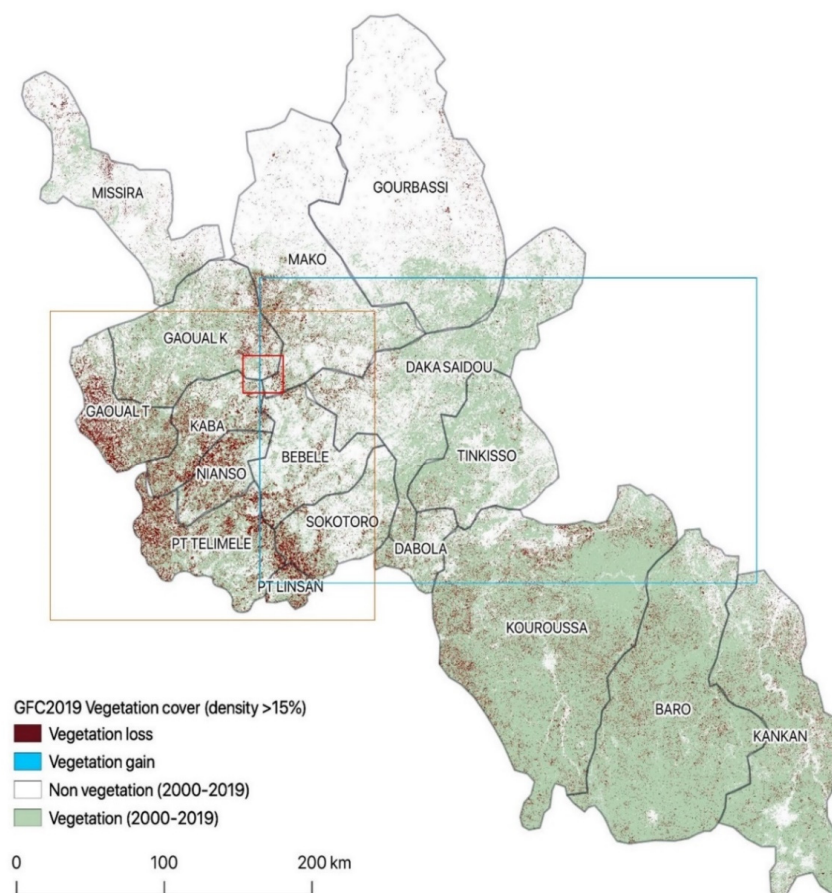 GOURBASSI
MISSIRA
MAKO
GAOUAL K
DAKA SAIDOU
GAOUAL T
KABA
BEBELE
TINKISSO
NIANSO
SOKOTORO
PT TELIMELE
DABOLA
PT LINSAN
KOUROUSSA
BARO
KANKAN
GFC2019 Vegetation cover (density >15%)
Vegetation loss
Vegetation gain
Non vegetation (2000-2019)
Vegetation (2000-2019)
0 100 200 km